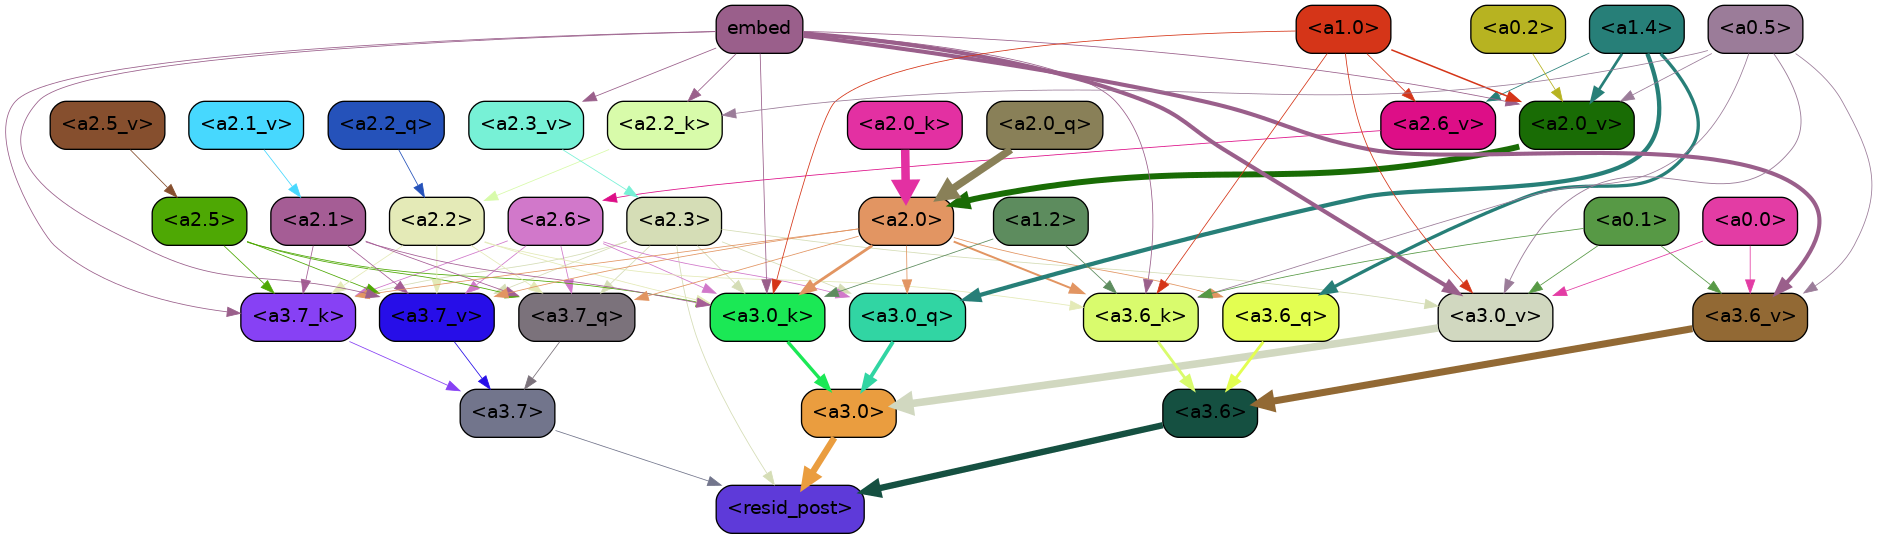 embed
<a1.0>
<a0.2>
<a1.4>
<a0.5>
<a2.5_v>
<a2.1_v>
<a2.2_q>
<a2.3_v>
<a2.2_k>
<a2.0_k>
<a2.0_q>
<a2.6_v>
<a2.0_v>
<a2.5>
<a2.1>
<a2.2>
<a2.6>
<a2.3>
<a2.0>
<a1.2>
<a0.1>
<a0.0>
<a3.7_k>
<a3.7_v>
<a3.7_q>
<a3.0_k>
<a3.0_q>
<a3.6_k>
<a3.6_q>
<a3.0_v>
<a3.6_v>
<a3.7>
<a3.0>
<a3.6>
<resid_post>